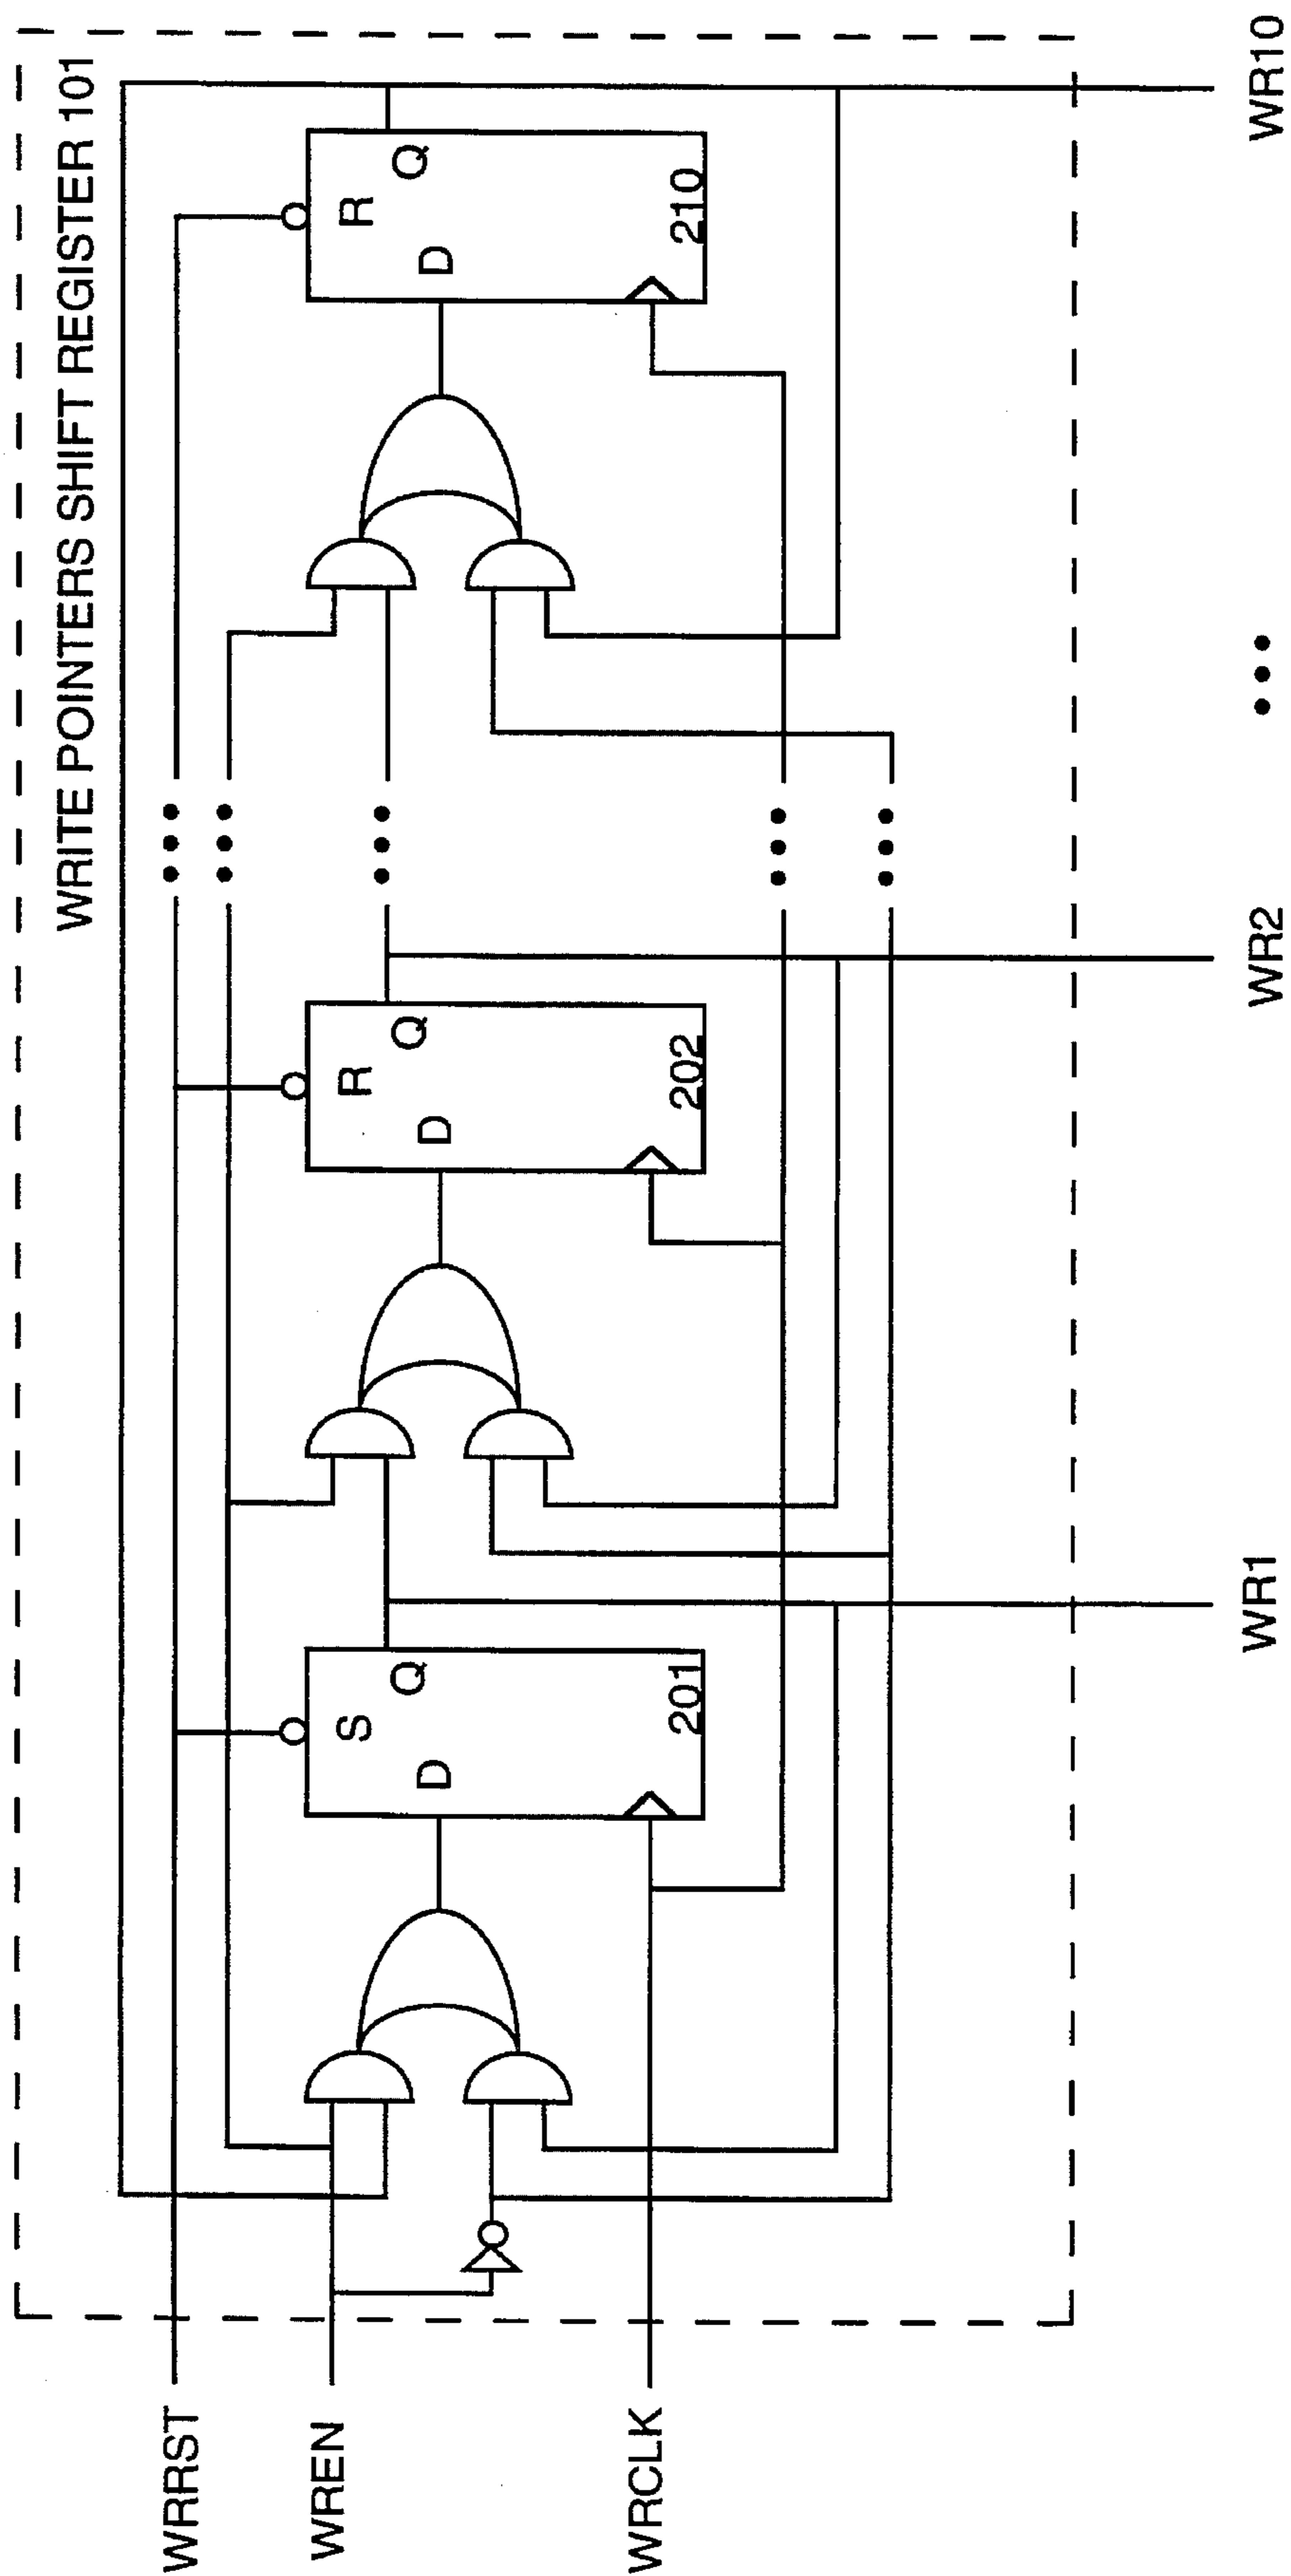 WRITE POINTERS SHIFT REGISTER 101
WRRST
WREN
WRCLK
S
D
Q
201
R
D
Q
202
R
D
Q
210
WR1
WR2
WR10